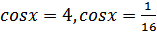 cosx = 4, cosx = 1/16